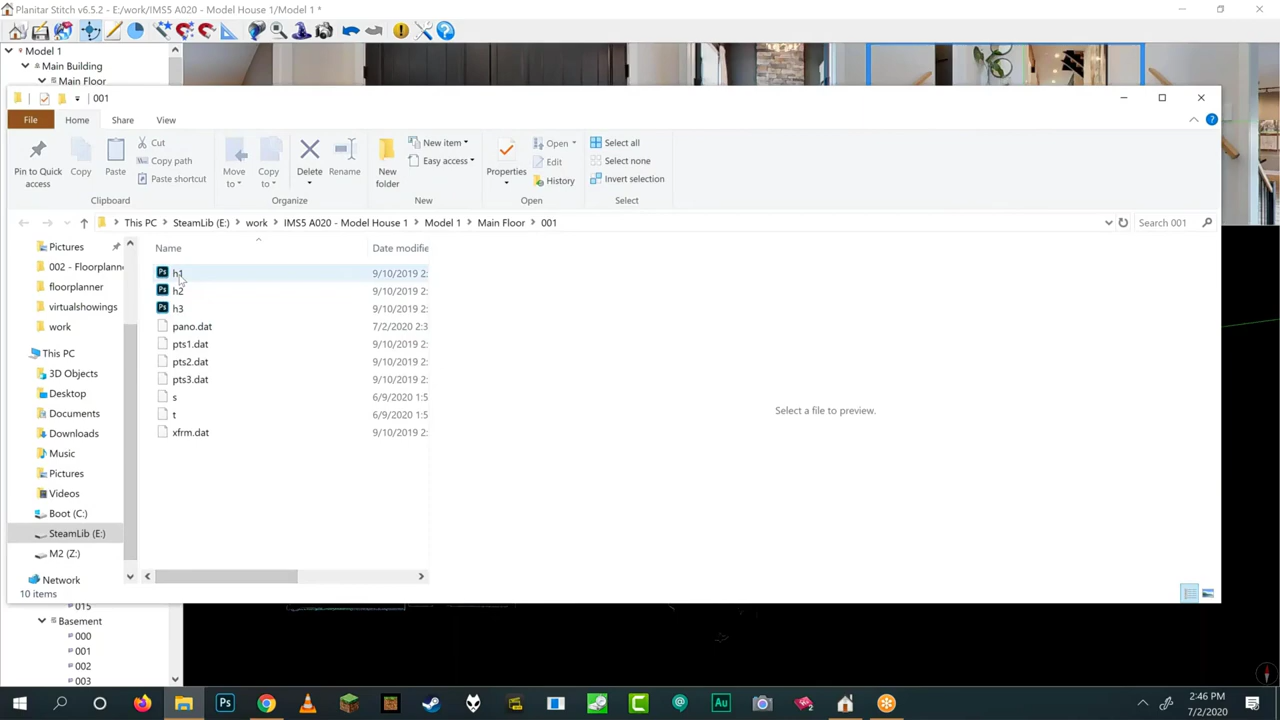 Planitar Stitch v6.5.2 - E:/work/IMS5 A020 - Model House 1/Model 1 *
Model 1
Main Building
Main Floor
001
File Home Share View
Pin to Quick access
Copy
Paste
Cut
Copy path
Paste shortcut
Clipboard
Move to
Copy to
Delete
Rename
Organize
New folder
New item
Easy access
New
Properties
Open
Edit
History
Open
Select all
Select none
Invert selection
Select
This PC SteamLib (E:) work IMS5 A020 - Model House 1 Model 1 Main Floor 001
Search 001
Pictures
002 - Floorplann
floorplanner
virtualshowings
work
This PC
3D Objects
Desktop
Documents
Downloads
Music
Pictures
Videos
Boot (C:)
SteamLib (E:)
M2 (Z:)
Network
Name Date modifie
Ps h1 9/10/2019 2:
Ps h2 9/10/2019 2:
Ps h3 9/10/2019 2:
pano.dat 7/2/2020 2:3
pts1.dat 9/10/2019 2:
pts2.dat 9/10/2019 2:
pts3.dat 9/10/2019 2:
s 6/9/2020 1:5
t 6/9/2020 1:5
xfrm.dat 9/10/2019 2:
Select a file to preview.
10 items
015
Basement
000
001
002
003
Ps
Au
2:46 PM
7/2/2020